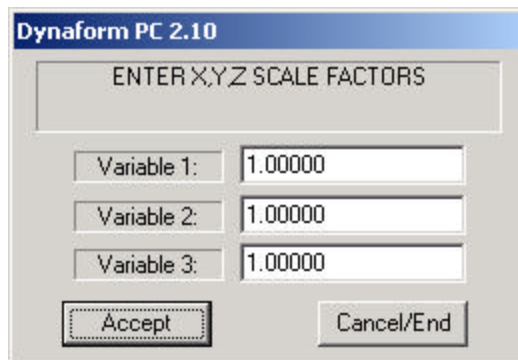 Dynaform PC 2.10
ENTER X,Y,Z SCALE FACTORS
Variable 1: 1.00000
Variable 2: 1.00000
Variable 3: 1.00000
Accept Cancel/End